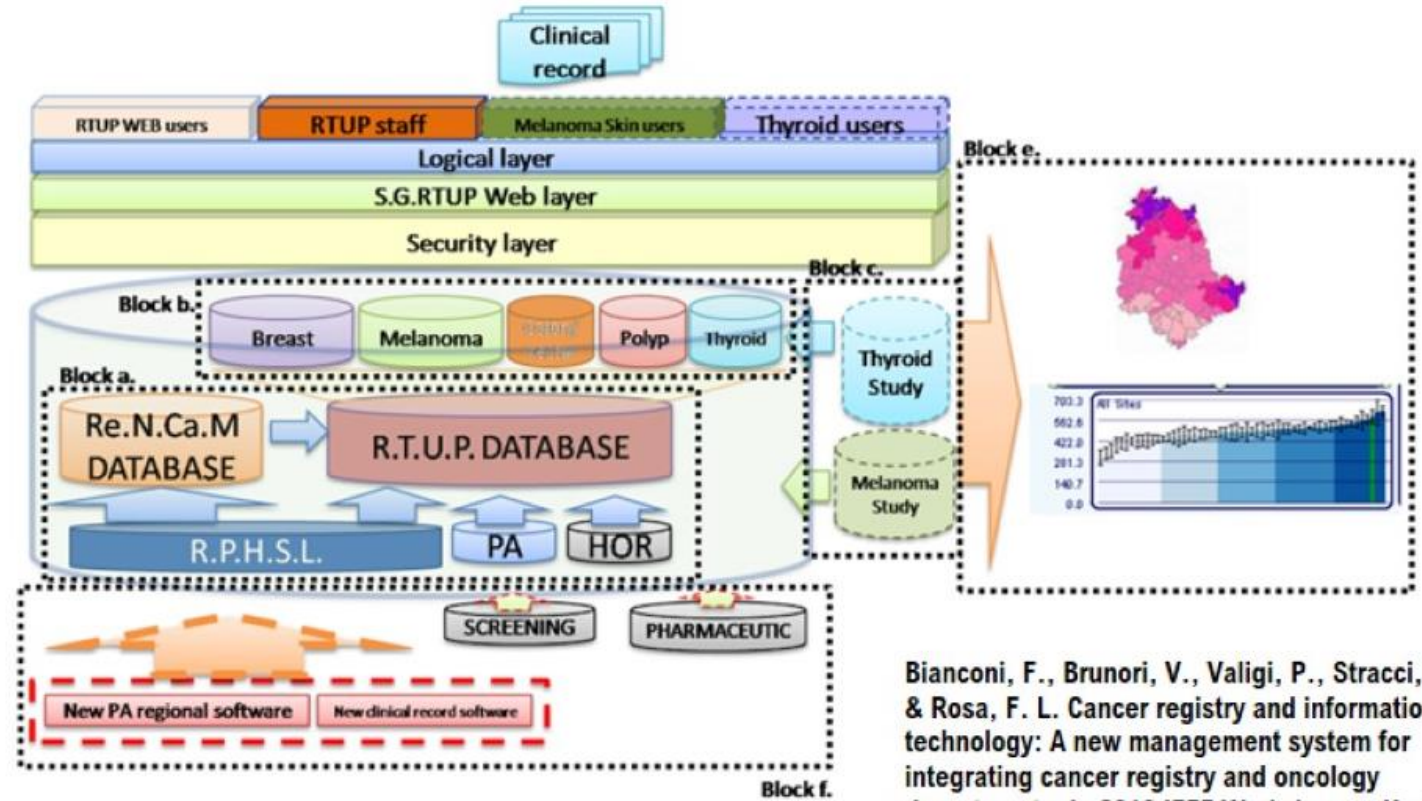 Clinical
record
RTUP WEB users
RTUP staff
Melanoma Skin users
Thyroid users
Logical layer
S.G.RTUP Web layer
Security layer
Block e.
Block c.
Block b.
Breast
Melanoma
Polyp
Thyroid
Thyroid
Study
Block a.
Re.N.Ca.M
DATABASE
R.T.U.P. DATABASE
Melanoma
Study
R.P.H.S.L.
PA
HOR
703.3
All Sites
562.6
422.0
281.3
140.7
0.0
SCREENING
PHARMACEUTIC
New PA regional software
New clinical record software
Block f.
Bianconi, F., Brunori, V., Valigi, P., Stracci,
& Rosa, F. L. Cancer registry and informatio
technology: A new management system for
integrating cancer registry and oncology